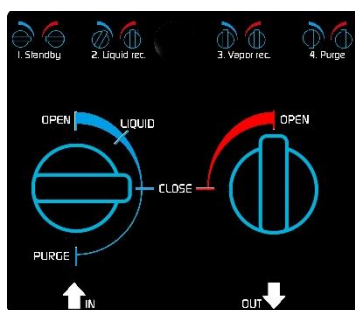 1. Standby
2. Liquid rec.
3. Vapor rec.
4. Purge
OPEN
LIQUID
OPEN
CLOSE
PURGE
IN
OUT